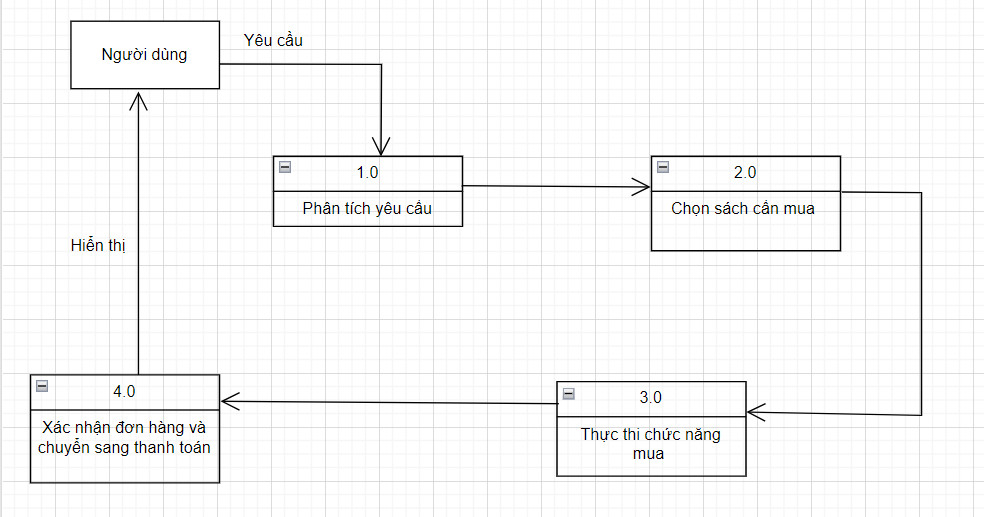 Người dùng
Yêu cầu
1.0
Phân tích yêu cầu
2.0
Chọn sách cần mua
Hiển thị
4.0
Xác nhận đơn hàng và
chuyển sang thanh toán
3.0
Thực thi chức năng
mua